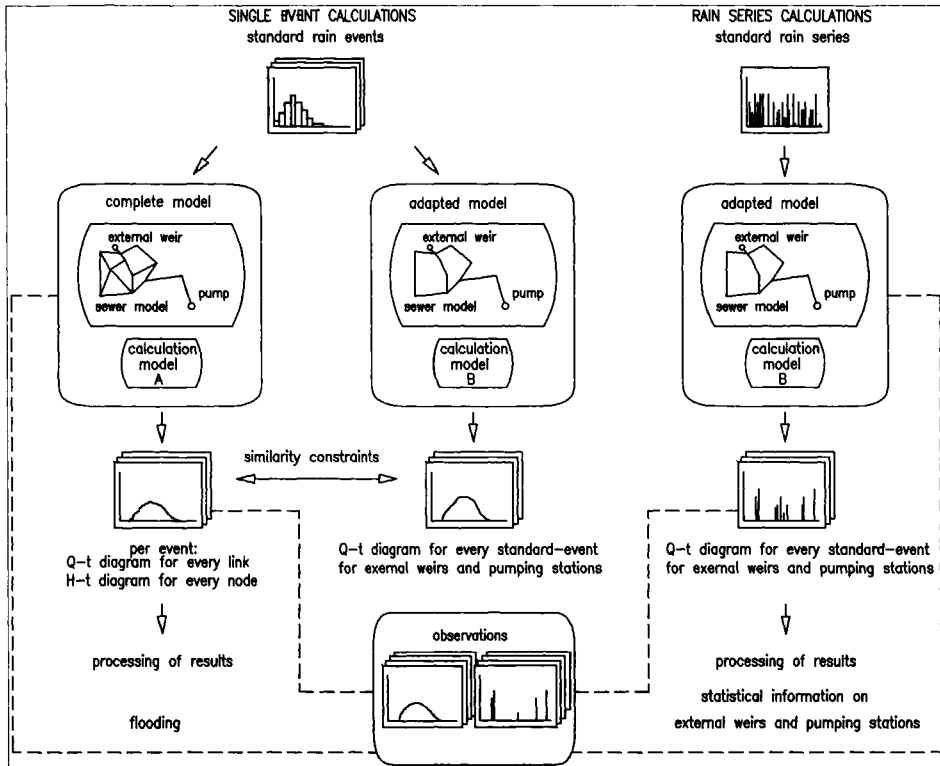 SINGLE EVENT CALCULATIONS
standard rain events
RAIN SERIES CALCULATIONS
standard rain series
complete model
external weir
sewer model
pump
calculation
model
A
adapted model
external weir
sewer model
pump
calculation
model
B
adapted model
external weir
sewer model
pump
calculation
model
B
similarity constraints
per event:
Q-t diagram for every link
H-t diagram for every node
Q-t diagram for every standard-event
for exernal weirs and pumping stations
Q-t diagram for every standard-event
for exernal weirs and pumping stations
observations
processing of results
flooding
processing of results
statistical information on
external weirs and pumping stations